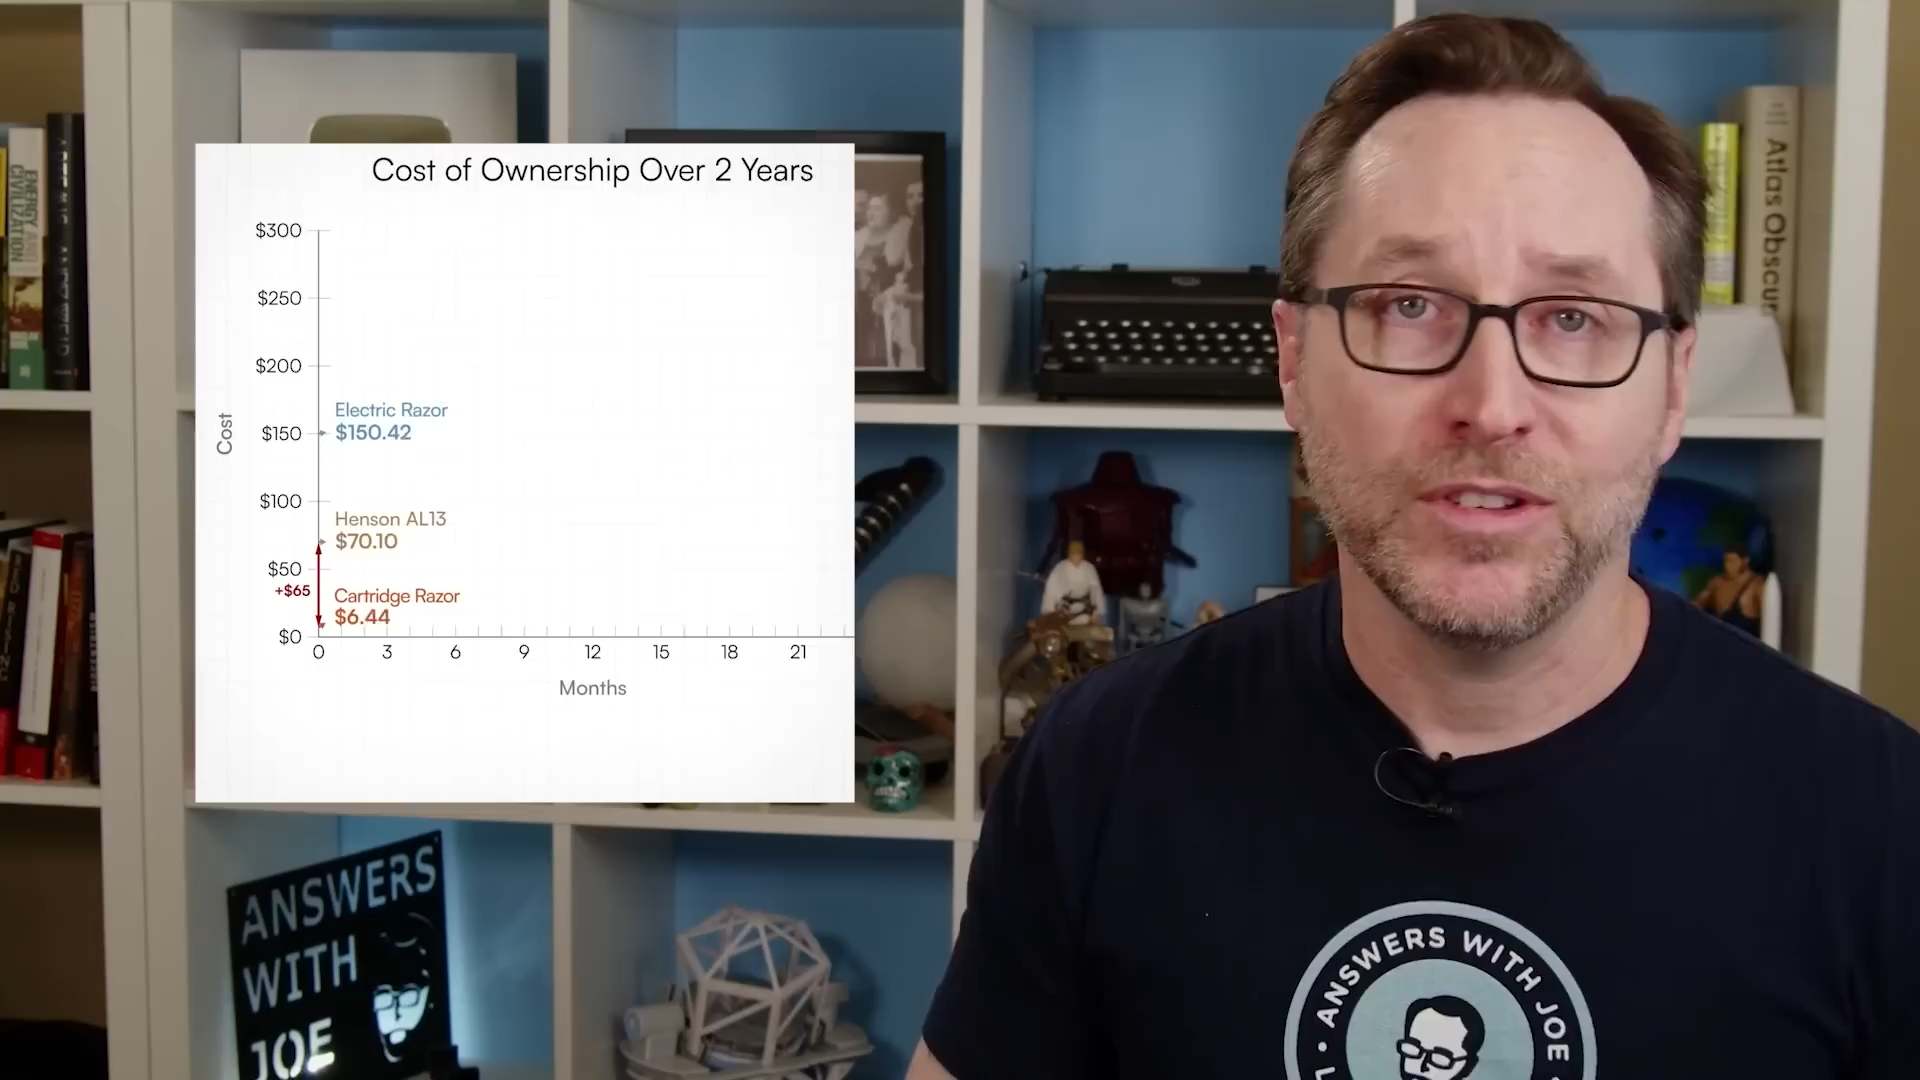 Cost of Ownership Over 2 Years
$300
$250
$200
$150
$100
$50
$0
+$65
Cost
Electric Razor
$150.42
Henson AL13
$70.10
Cartridge Razor
$6.44
0 3 6 9 12 15 18 21
Months
ENERGY AND
CIVILIZATION
Atlas Obscur
ANSWERS
WITH
JOE
ANSWERS WITH JOE